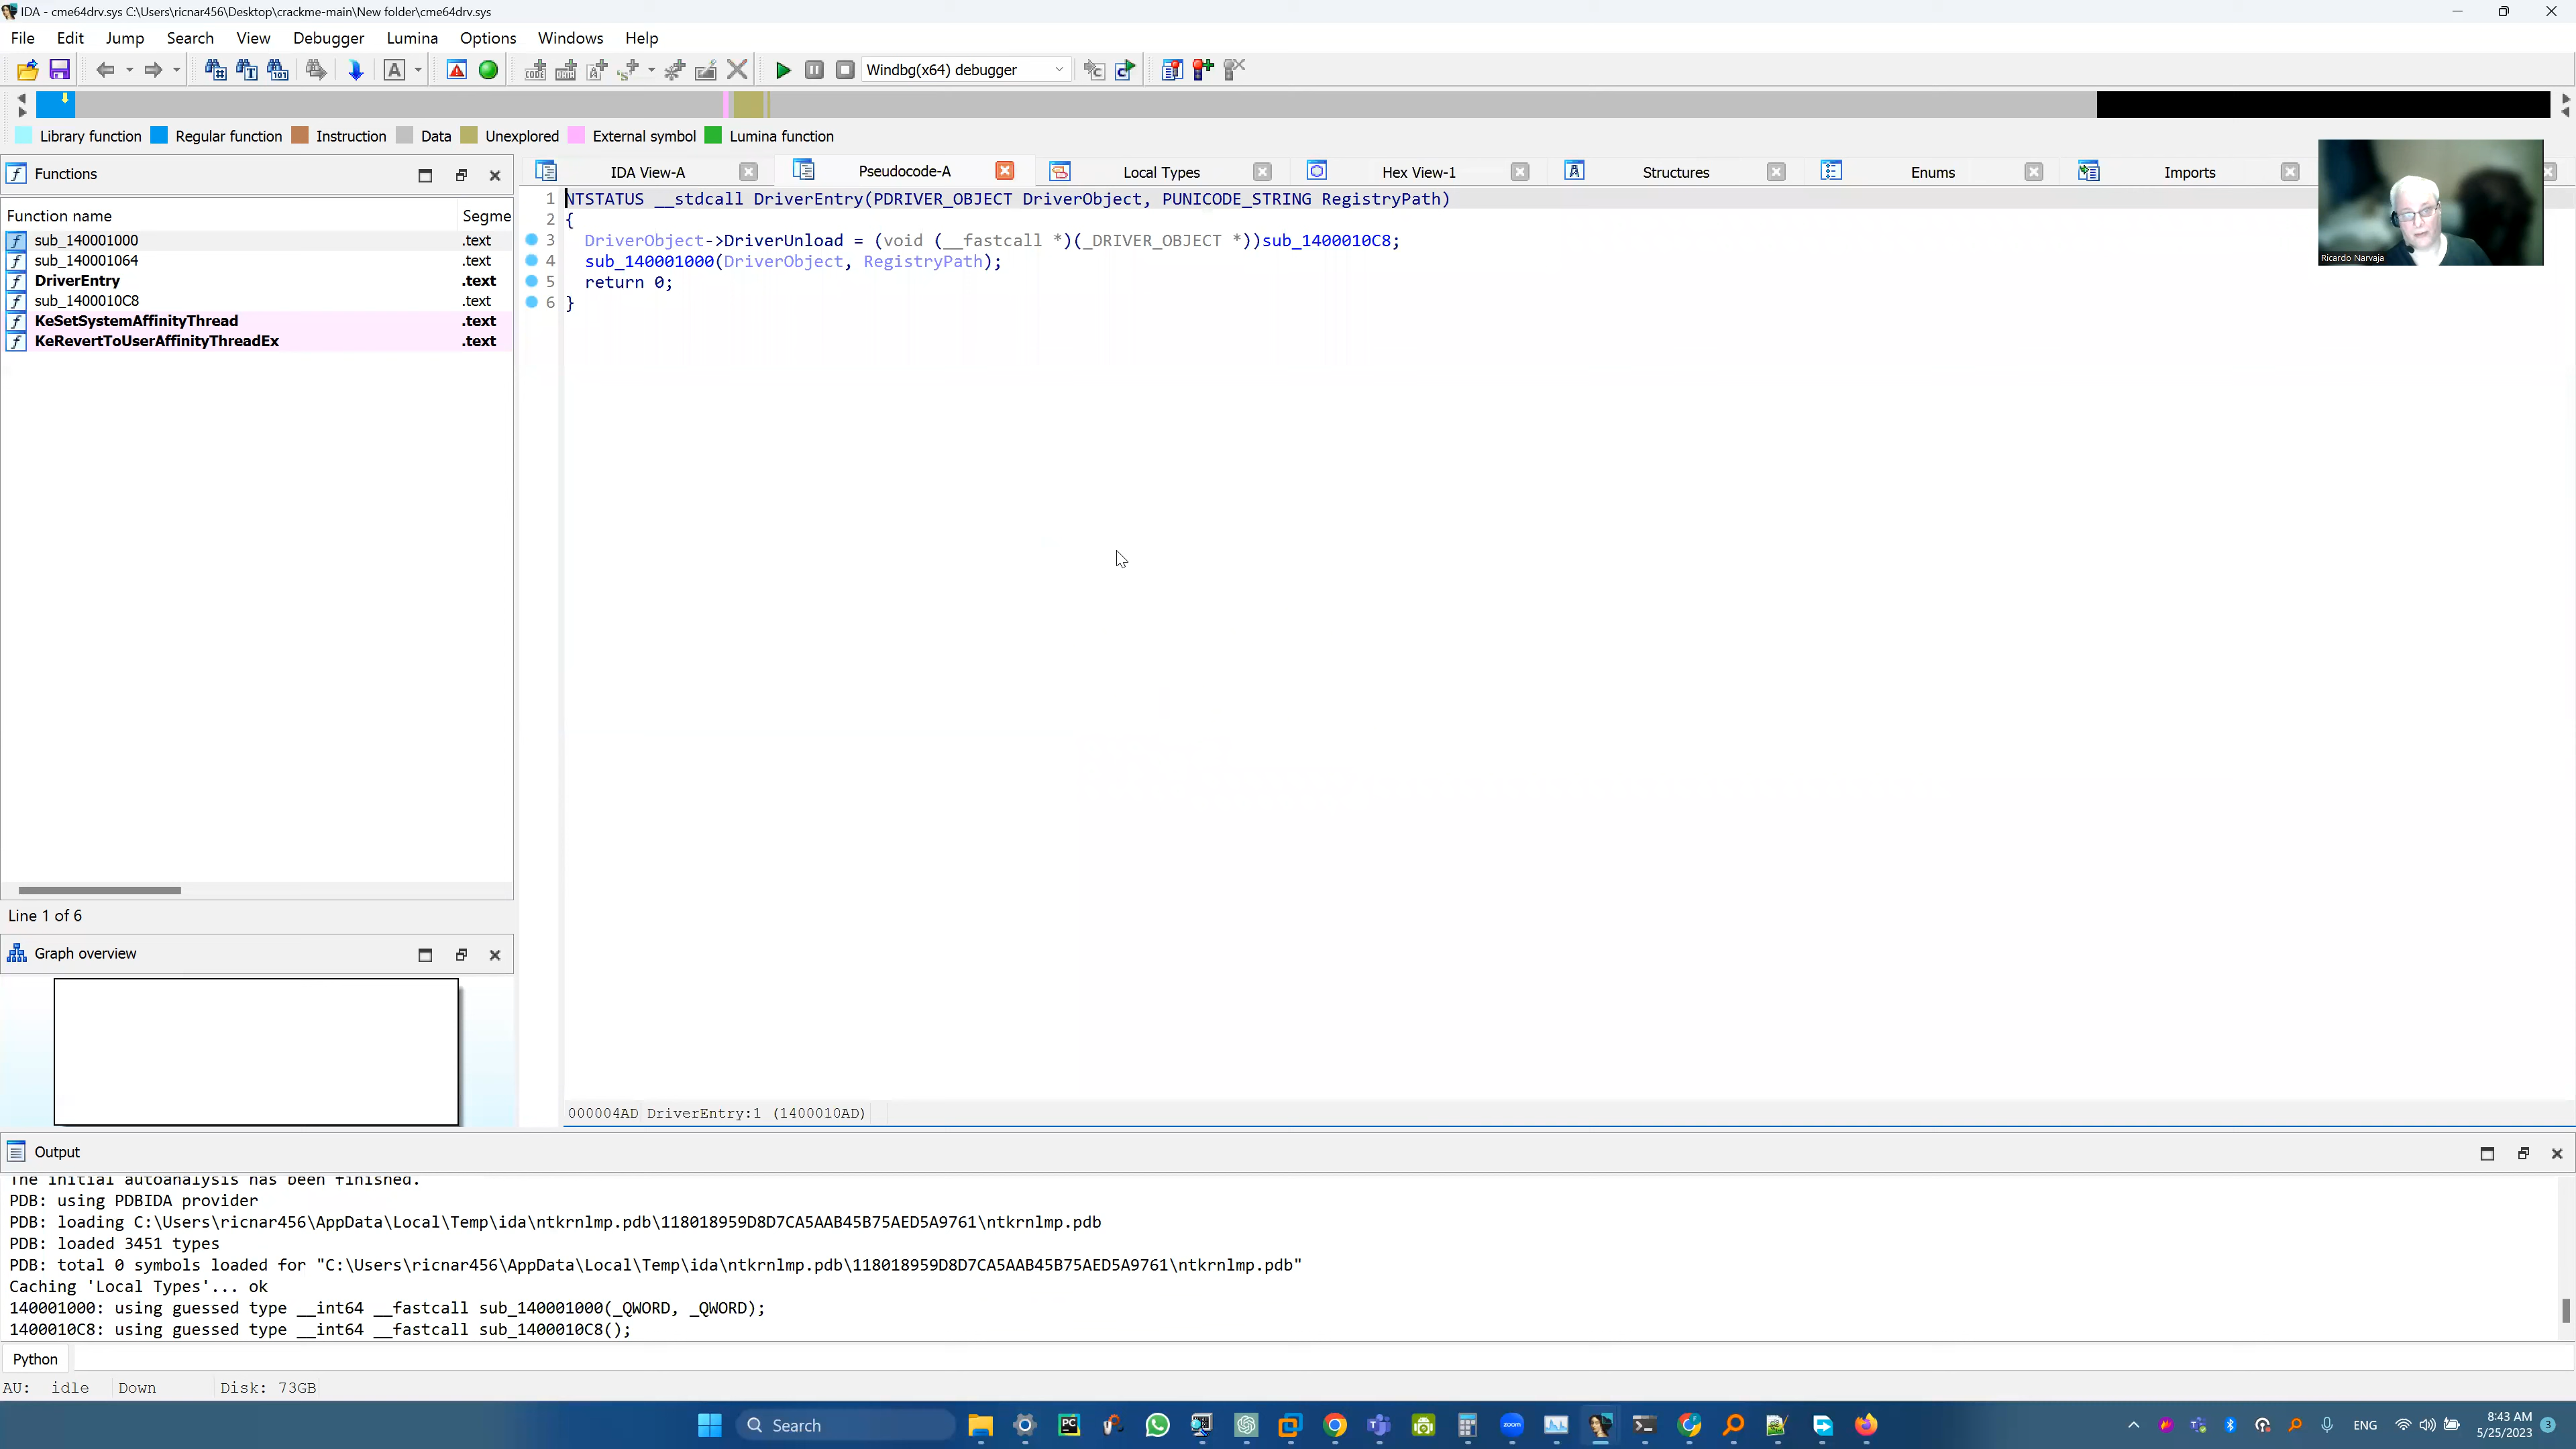 IDA - cme64drv.sys C:\Users\ricnar456\Desktop\crackme-main\New folder\cme64drv.sys
File Edit Jump Search View Debugger Lumina Options Windows Help
Windbg(x64) debugger
Library function Regular function Instruction Data Unexplored External symbol Lumina function
Functions
Function name Segme
sub_140001000 .text
sub_140001064 .text
DriverEntry .text
sub_1400010C8 .text
KeSetSystemAffinityThread .text
KeRevertToUserAffinityThreadEx .text
Line 1 of 6
Graph overview
IDA View-A Pseudocode-A Local Types Hex View-1 Structures Enums Imports
1 NTSTATUS __stdcall DriverEntry(PDRIVER_OBJECT DriverObject, PUNICODE_STRING RegistryPath)
2 {
3 DriverObject->DriverUnload = (void (__fastcall *)(_DRIVER_OBJECT *))sub_1400010C8;
4 sub_140001000(DriverObject, RegistryPath);
5 return 0;
6 }
Ricardo Narvaja
000004AD DriverEntry:1 (1400010AD)
Output
The initial autoanalysis has been finished.
PDB: using PDBIDA provider
PDB: loading C:\Users\ricnar456\AppData\Local\Temp\ida\ntkrnlmp.pdb\118018959D8D7CA5AAB45B75AED5A9761\ntkrnlmp.pdb
PDB: loaded 3451 types
PDB: total 0 symbols loaded for "C:\Users\ricnar456\AppData\Local\Temp\ida\ntkrnlmp.pdb\118018959D8D7CA5AAB45B75AED5A9761\ntkrnlmp.pdb"
Caching 'Local Types'... ok
140001000: using guessed type __int64 __fastcall sub_140001000(_QWORD, _QWORD);
1400010C8: using guessed type __int64 __fastcall sub_1400010C8();
Python
AU: idle Down Disk: 73GB
Search
ENG
8:43 AM
5/25/2023
3